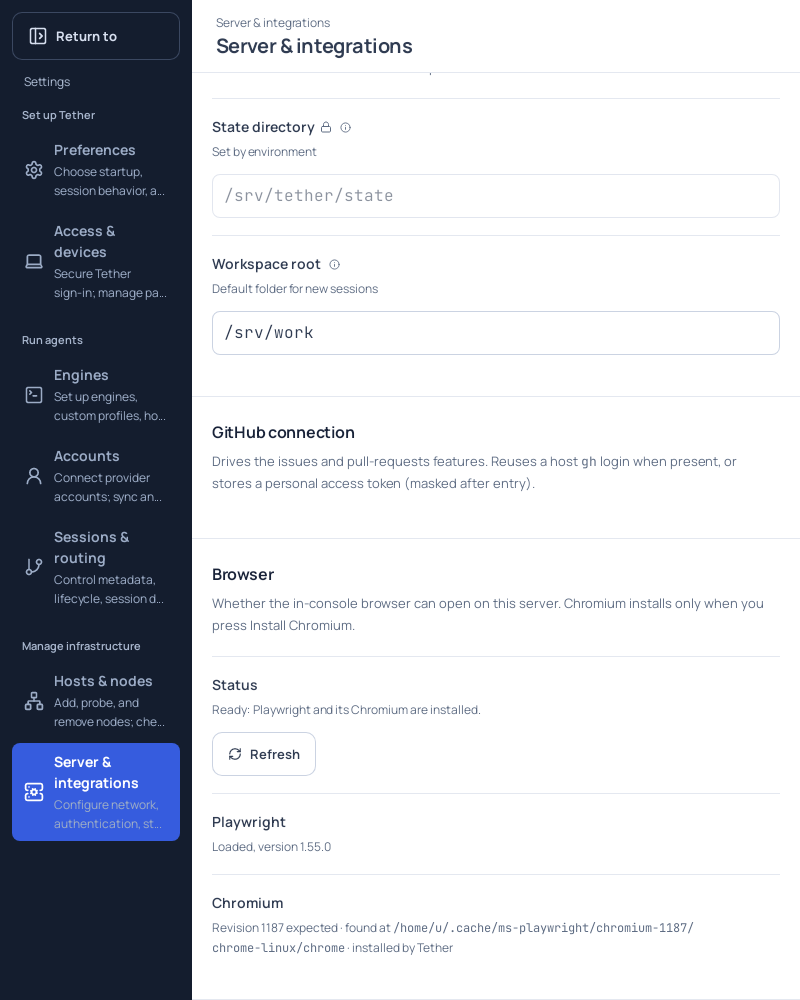 Return to
Settings
Set up Tether
Preferences
Choose startup,
session behavior, a...
Access &
devices
Secure Tether
sign-in; manage pa...
Run agents
Engines
Set up engines,
custom profiles, ho...
Accounts
Connect provider
accounts; sync an...
Sessions &
routing
Control metadata,
lifecycle, session d...
Manage infrastructure
Hosts & nodes
Add, probe, and
remove nodes; che...
Server &
integrations
Configure network,
authentication, st...
Server & integrations
Server & integrations
State directory
Set by environment
/srv/tether/state
Workspace root
Default folder for new sessions
/srv/work
GitHub connection
Drives the issues and pull-requests features. Reuses a host gh login when present, or
stores a personal access token (masked after entry).
Browser
Whether the in-console browser can open on this server. Chromium installs only when you
press Install Chromium.
Status
Ready: Playwright and its Chromium are installed.
Refresh
Playwright
Loaded, version 1.55.0
Chromium
Revision 1187 expected · found at /home/u/.cache/ms-playwright/chromium-1187/
chrome-linux/chrome · installed by Tether